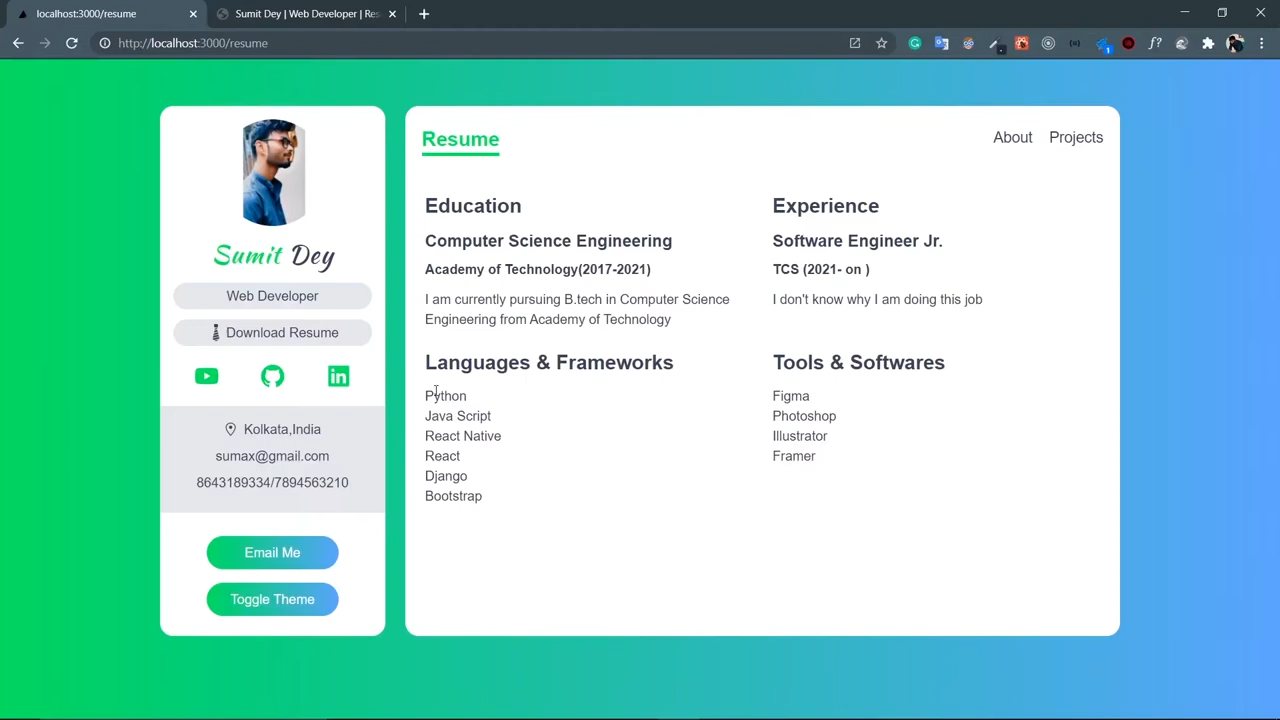 localhost:3000/resume
Sumit Dey | Web Developer | Res
http://localhost:3000/resume
f?
1
Sumit Dey
Web Developer
Download Resume
in
Kolkata,India
sumax@gmail.com
8643189334/7894563210
Email Me
Toggle Theme
Resume
About
Projects
Education
Computer Science Engineering
Academy of Technology(2017-2021)
I am currently pursuing B.tech in Computer Science
Engineering from Academy of Technology
Experience
Software Engineer Jr.
TCS (2021- on )
I don't know why I am doing this job
Languages & Frameworks
Python
Java Script
React Native
React
Django
Bootstrap
Tools & Softwares
Figma
Photoshop
Illustrator
Framer